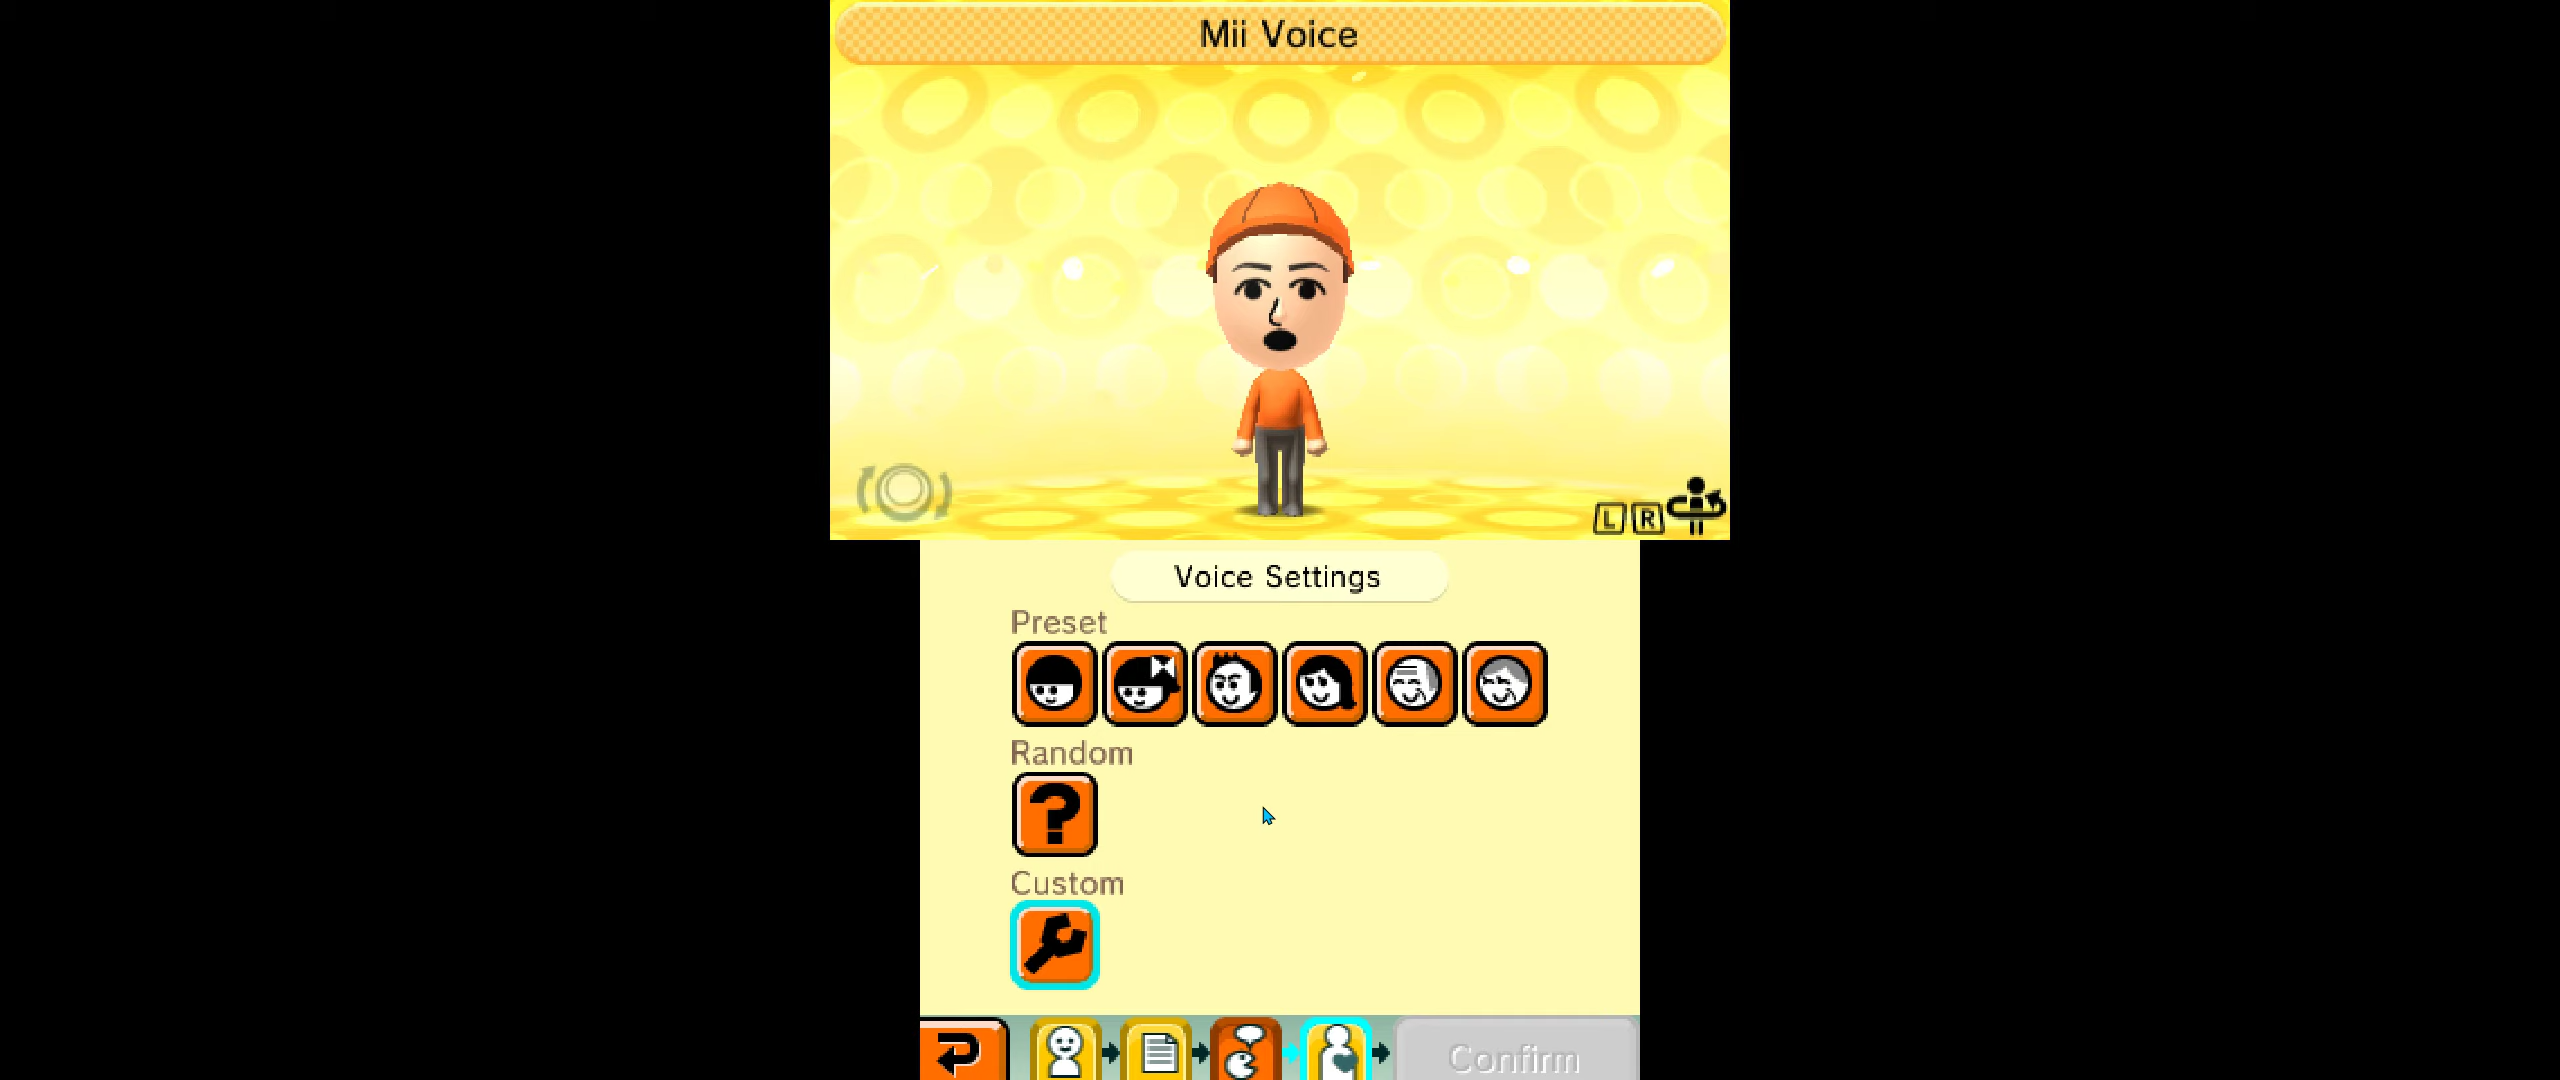 Mii Voice
L R
Voice Settings
Preset
Random
?
Custom
Confirm